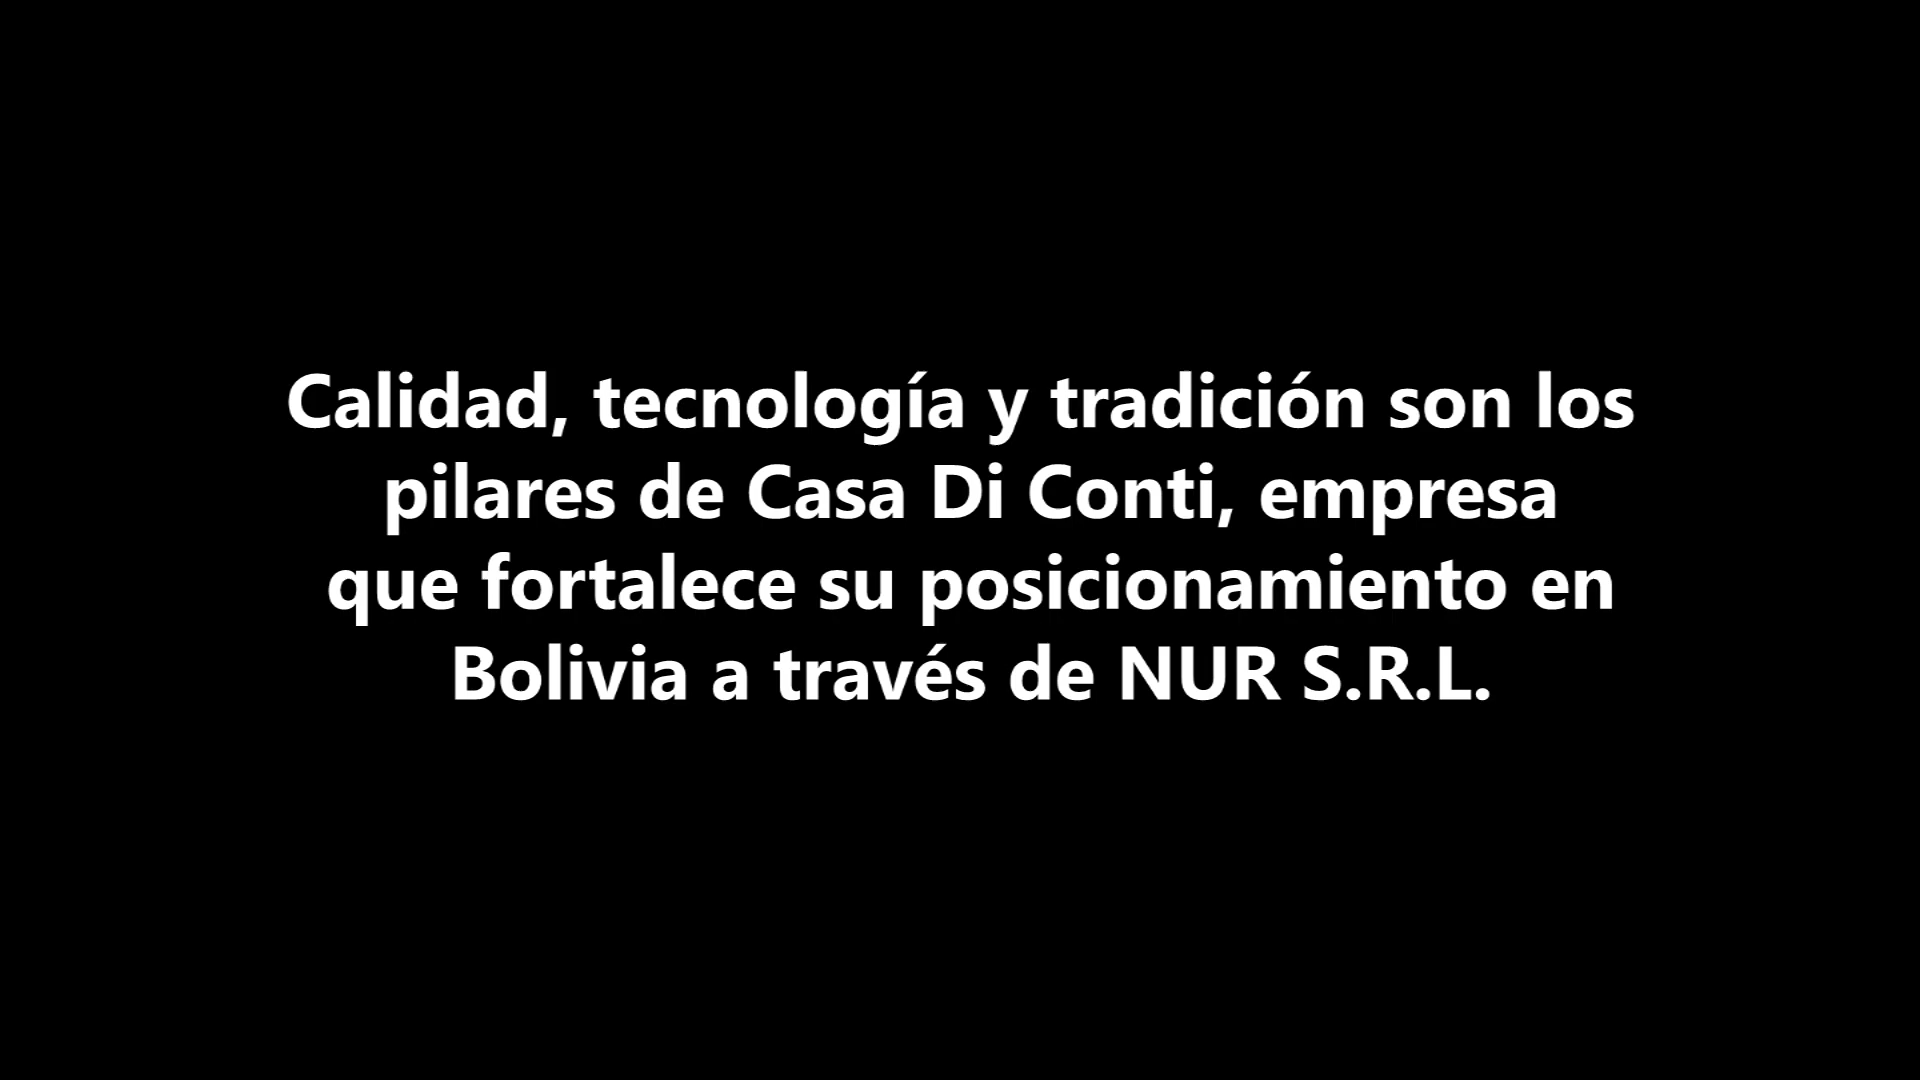 Calidad, tecnología y tradición son los
pilares de Casa Di Conti, empresa
que fortalece su posicionamiento en
Bolivia a través de NUR S.R.L.